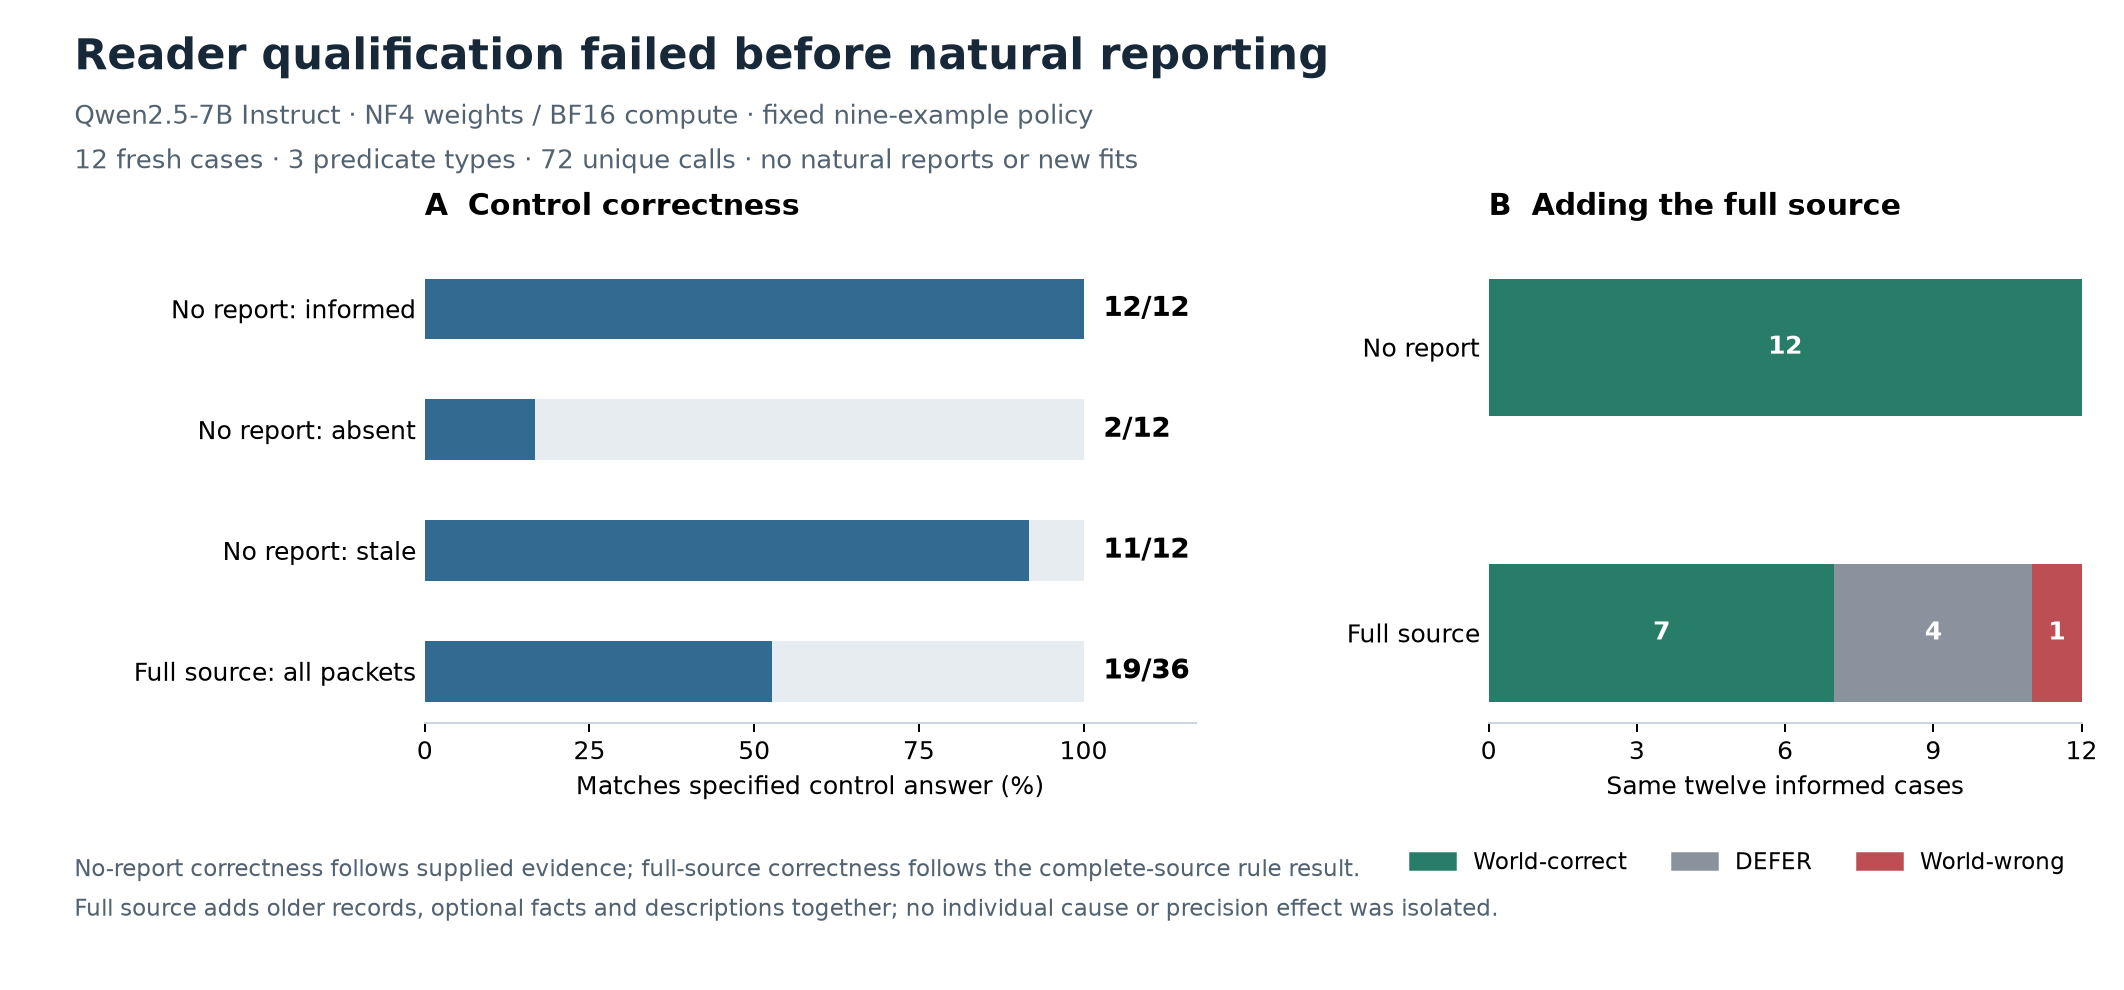 Reader qualification failed before natural reporting
Qwen2.5-7B Instruct · NF4 weights / BF16 compute · fixed nine-example policy
12 fresh cases · 3 predicate types · 72 unique calls · no natural reports or new fits
A Control correctness
No report: informed 12/12
No report: absent 2/12
No report: stale 11/12
Full source: all packets 19/36
0 25 50 75 100
Matches specified control answer (%)
B Adding the full source
No report 12
Full source 7 4 1
0 3 6 9 12
Same twelve informed cases
World-correct DEFER World-wrong
No-report correctness follows supplied evidence; full-source correctness follows the complete-source rule result.
Full source adds older records, optional facts and descriptions together; no individual cause or precision effect was isolated.